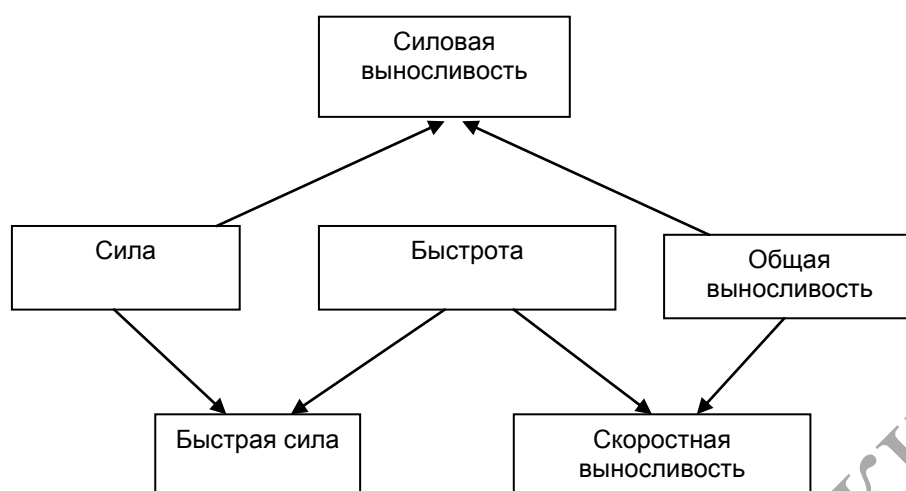 Силовая
выносливость
Сила
Быстрота
Общая
выносливость
Быстрая сила
Скоростная
выносливость